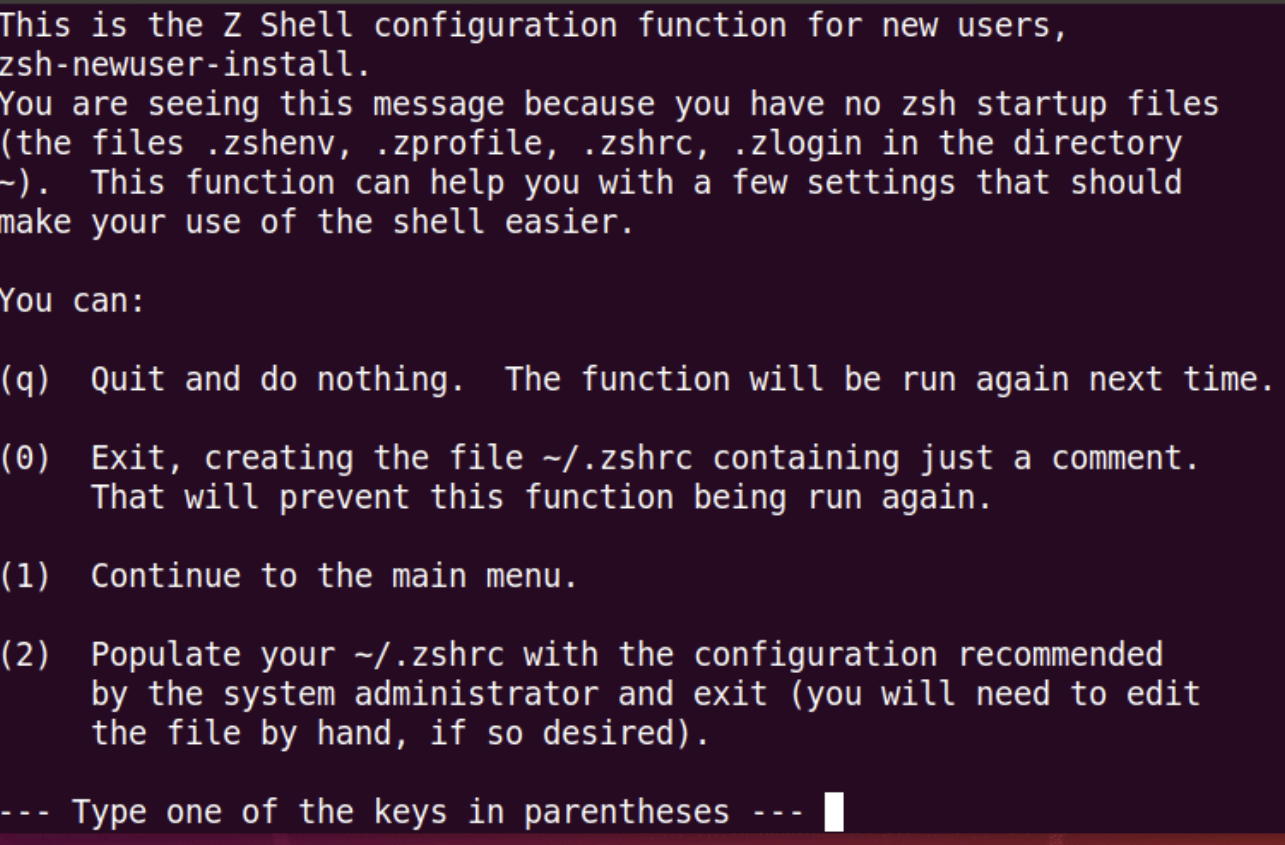 This is the Z Shell configuration function for new users,
zsh-newuser-install.
You are seeing this message because you have no zsh startup files
(the files .zshenv, .zprofile, .zshrc, .zlogin in the directory
~).  This function can help you with a few settings that should
make your use of the shell easier.

You can:

(q)  Quit and do nothing.  The function will be run again next time.

(0)  Exit, creating the file ~/.zshrc containing just a comment.
     That will prevent this function being run again.

(1)  Continue to the main menu.

(2)  Populate your ~/.zshrc with the configuration recommended
     by the system administrator and exit (you will need to edit
     the file by hand, if so desired).

--- Type one of the keys in parentheses ---